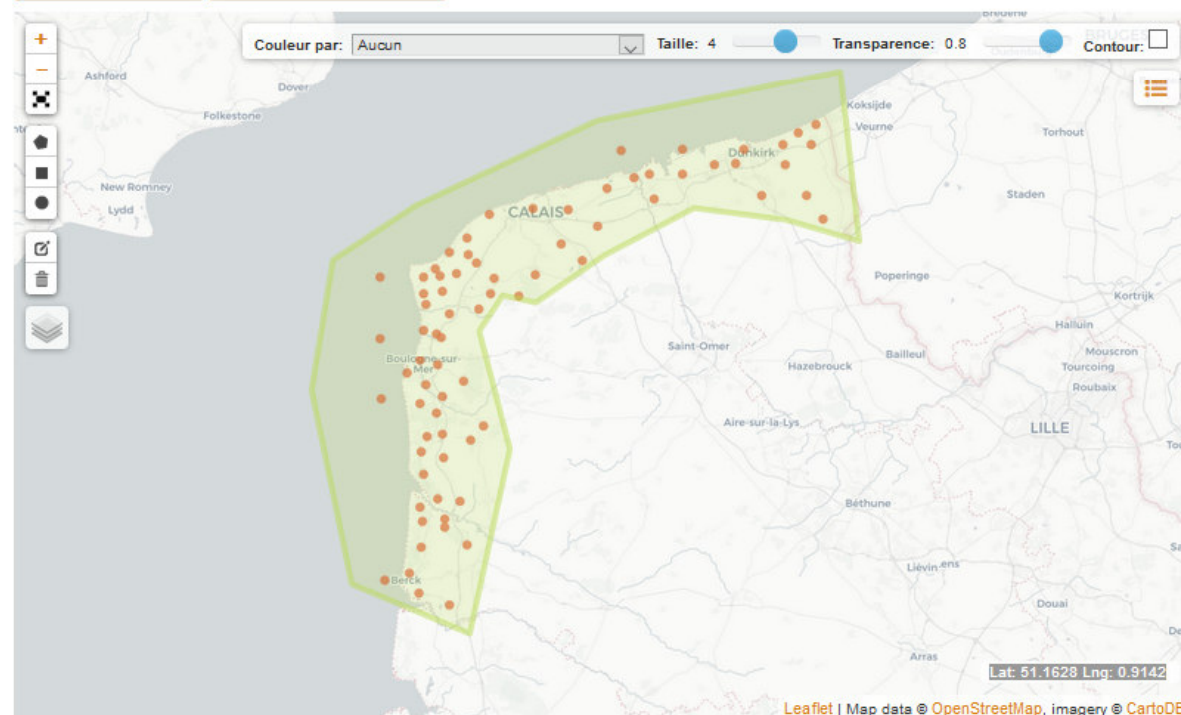 Bredene
Couleur par: Aucun Taille: 4 Transparence: 0.8 Contour:
BRUGES
Oudenburg
Ashford
Dover
Folkestone
Koksijde
Veurne
Torhout
Dunkirk
New Romney
Lydd
Staden
CALAIS
Poperinge
Kortrijk
Halluin
Saint-Omer
Bailleul
Mouscron
Boulogne-sur-
Mer
Hazebrouck
Tourcoing
Roubaix
Aire-sur-la-Lys
LILLE
Béthune
Liévin
ens
Berck
Douai
Arras
Lat: 51.1628 Lng: 0.9142
Leaflet | Map data © OpenStreetMap, imagery © CartoDB